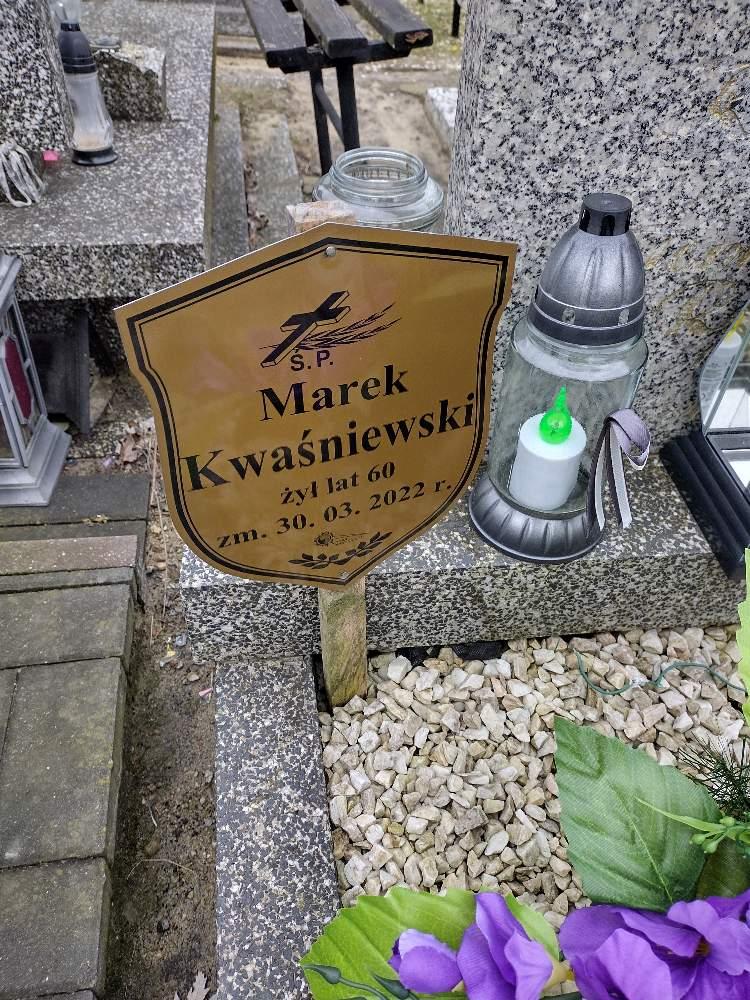 Ś.P.
Marek
Kwaśniewski
żył lat 60
zm. 30. 03. 2022 r.